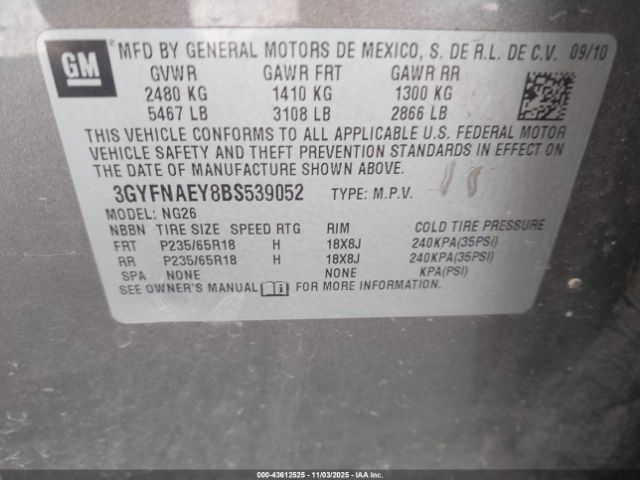 GM
MFD BY GENERAL MOTORS DE MEXICO, S. DE R.L. DE C.V. 09/10
GVWR GAWR FRT GAWR RR
2480 KG 1410 KG 1300 KG
5467 LB 3108 LB 2866 LB
THIS VEHICLE CONFORMS TO ALL APPLICABLE U.S. FEDERAL MOTOR
VEHICLE SAFETY AND THEFT PREVENTION STANDARDS IN EFFECT ON
THE DATE OF MANUFACTURE SHOWN ABOVE.
3GYFNAEY8BS539052 TYPE: M.P.V.
MODEL: NG26
NBBN TIRE SIZE SPEED RTG RIM COLD TIRE PRESSURE
FRT P235/65R18 H 18X8J 240KPA(35PSI)
RR P235/65R18 H 18X8J 240KPA(35PSI)
SPA NONE NONE KPA(PSI)
SEE OWNER'S MANUAL FOR MORE INFORMATION.
000-43612525 - 11/03/2025 - IAAI.COM